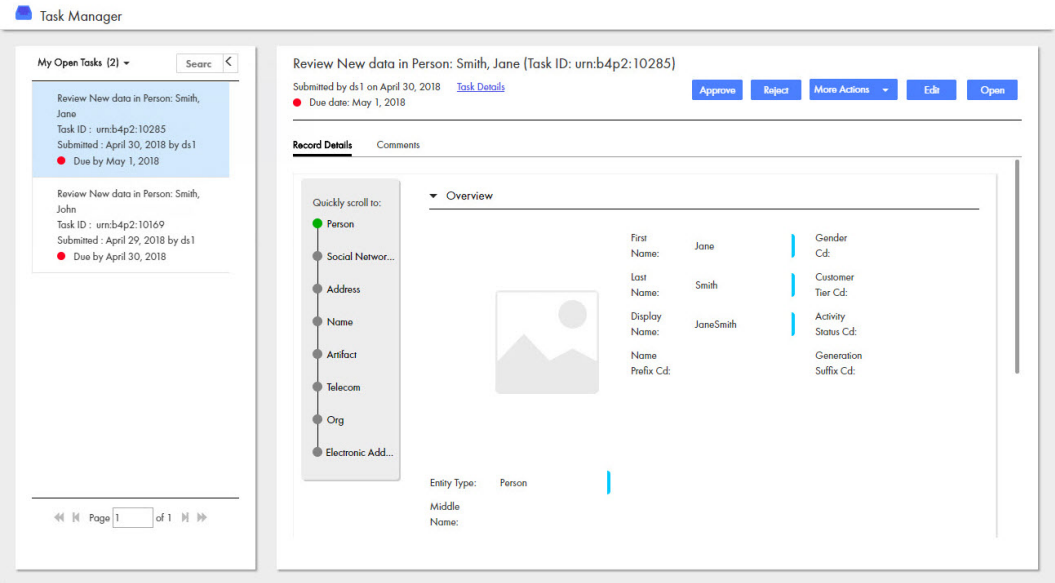 Task Manager
My Open Tasks (2)
Searc
Review New data in Person: Smith,
Jane
Task ID : urn:b4p2:10285
Submitted : April 30, 2018 by ds1
Due by May 1, 2018
Review New data in Person: Smith,
John
Task ID : urn:b4p2:10169
Submitted : April 29, 2018 by ds1
Due by April 30, 2018
Page 1 of 1
Review New data in Person: Smith, Jane (Task ID: urn:b4p2:10285)
Submitted by ds1 on April 30, 2018 Task Details
Due date: May 1, 2018
Approve Reject More Actions Edit Open
Record Details Comments
Quickly scroll to:
Person
Social Networ...
Address
Name
Artifact
Telecom
Org
Electronic Add...
Overview
First
Name:
Jane
Gender
Cd:
Last
Name:
Smith
Customer
Tier Cd:
Display
Name:
JaneSmith
Activity
Status Cd:
Name
Prefix Cd:
Generation
Suffix Cd:
Entity Type: Person
Middle
Name: